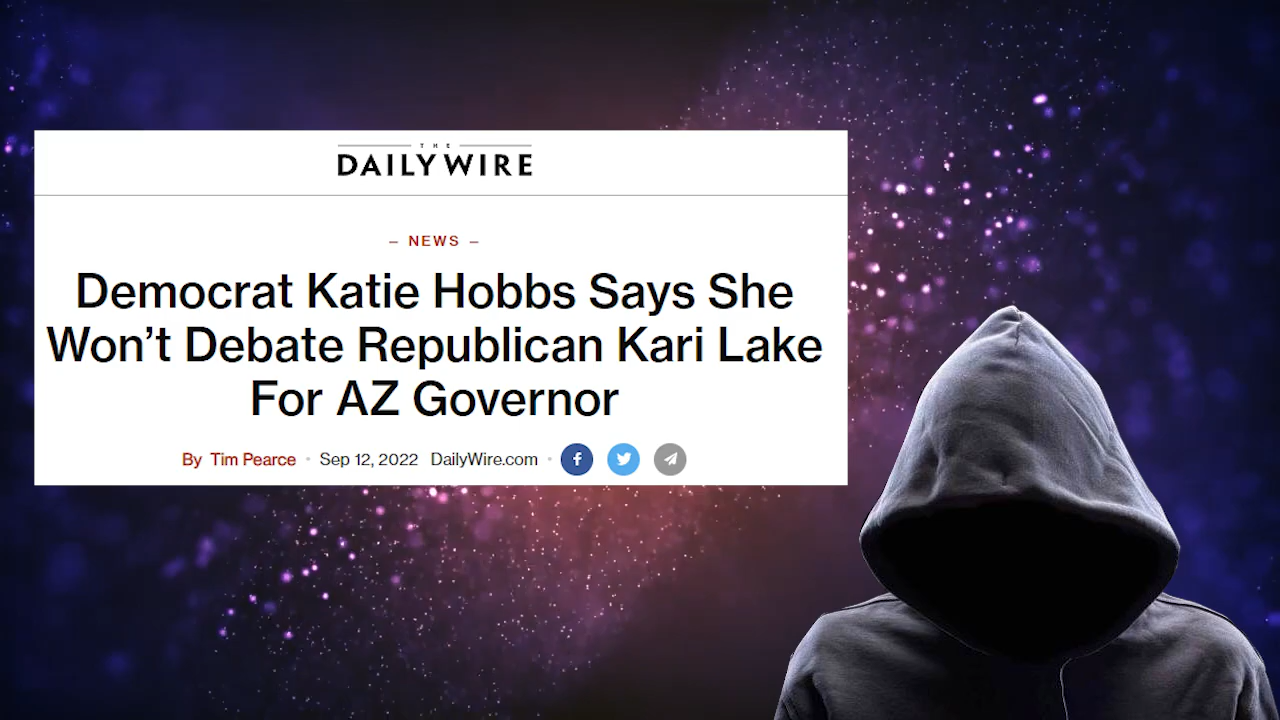 THE
DAILY WIRE
– NEWS –
Democrat Katie Hobbs Says She
Won’t Debate Republican Kari Lake
For AZ Governor
By Tim Pearce • Sep 12, 2022 DailyWire.com •